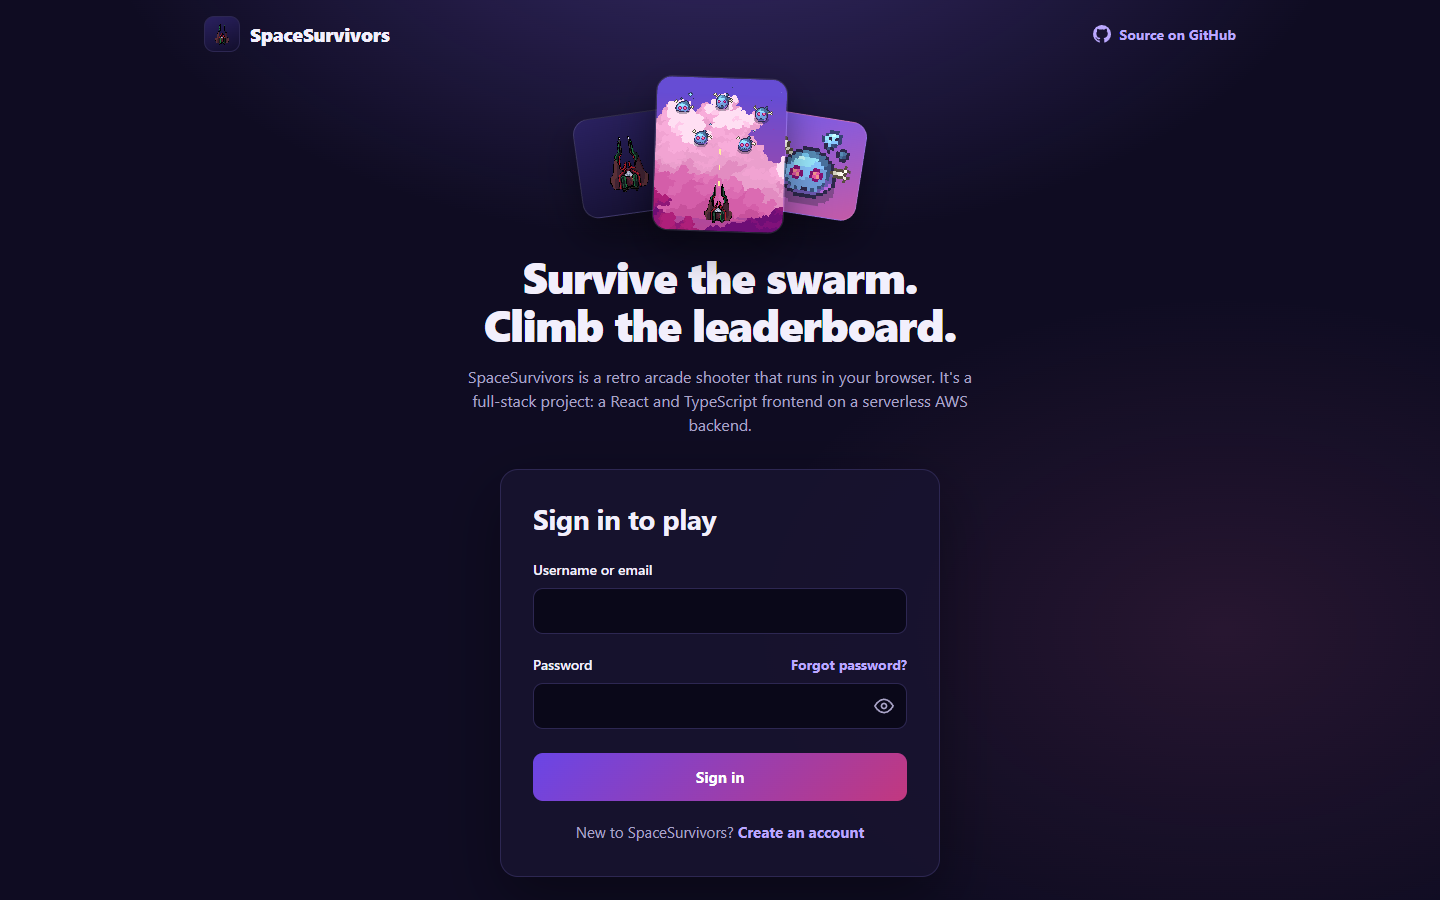 SpaceSurvivors
Source on GitHub
Survive the swarm.
Climb the leaderboard.
SpaceSurvivors is a retro arcade shooter that runs in your browser. It's a
full-stack project: a React and TypeScript frontend on a serverless AWS
backend.
Sign in to play
Username or email
Password
Forgot password?
Sign in
New to SpaceSurvivors? Create an account